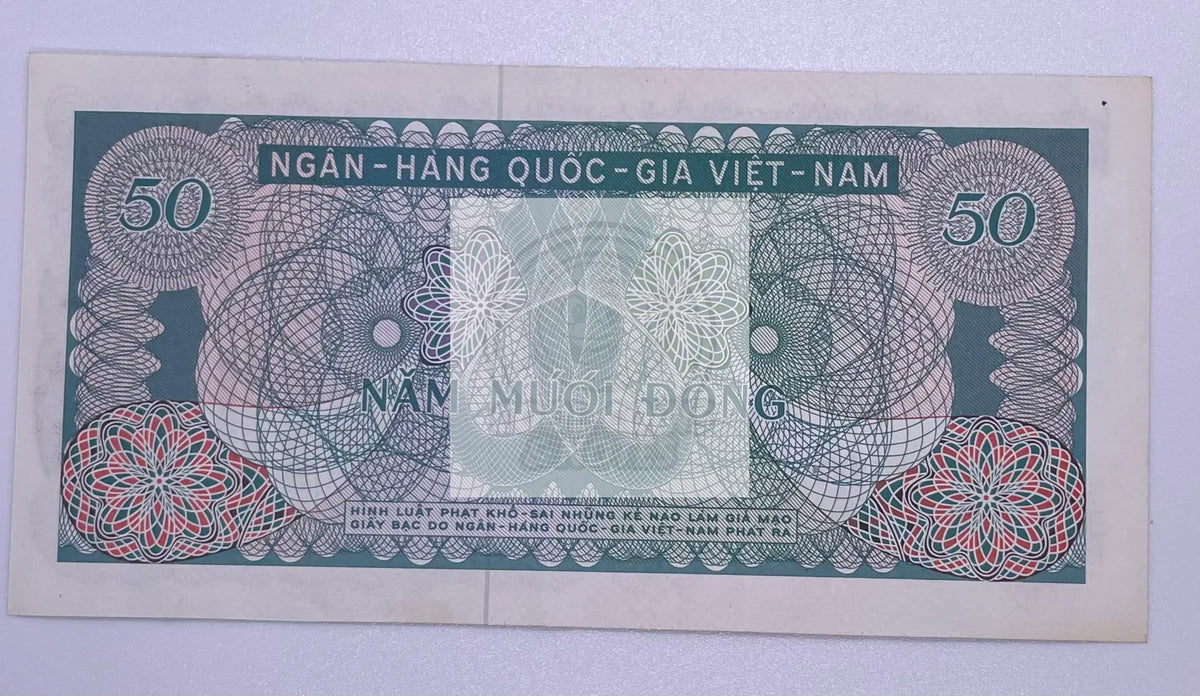 NGÂN-HÀNG QUỐC-GIA VIỆT-NAM
50 50
NĂM MƯƠI ĐỒNG
HÌNH LUẬT PHẠT KHỔ-SAI NHỮNG KẺ NÀO LÀM GIẢ MẠO
GIẤY BẠC DO NGÂN-HÀNG QUỐC-GIA VIỆT-NAM PHÁT RA